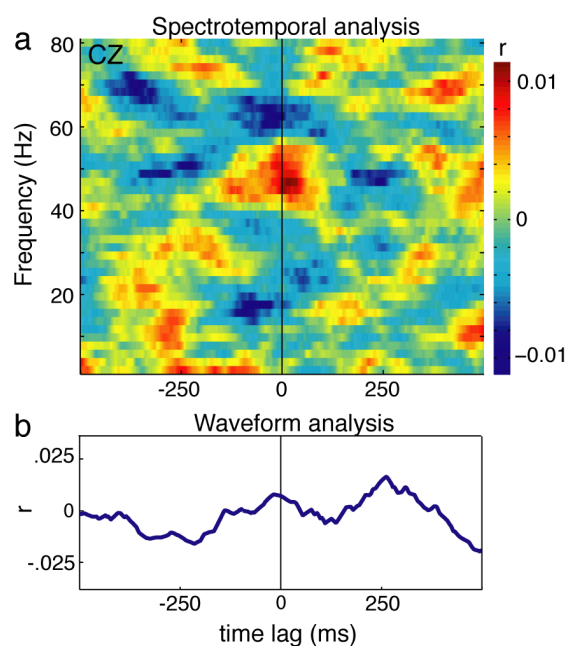 a Spectrotemporal analysis
CZ
r
80
60
40
20
Frequency (Hz)
-250 0 250
0.01
0
−0.01
b Waveform analysis
.025
0
-.025
r
-250 0 250
time lag (ms)